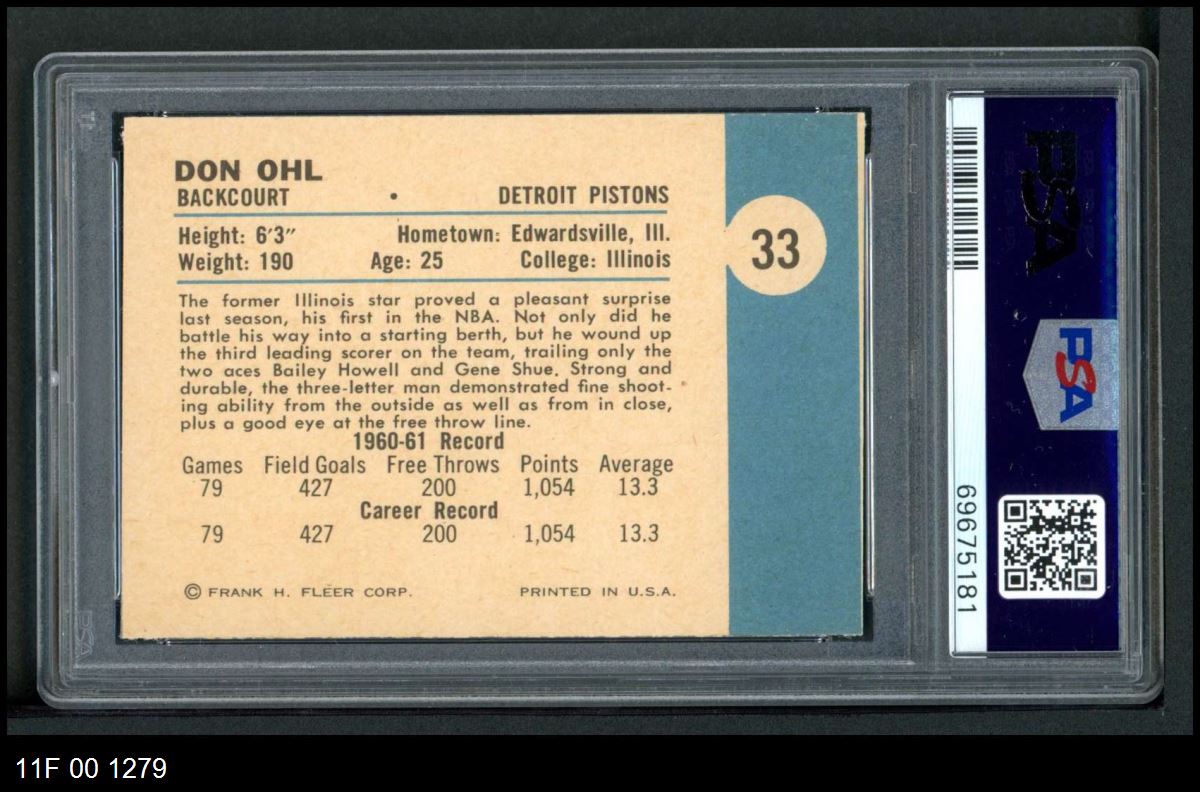 DON OHL
BACKCOURT • DETROIT PISTONS
Height: 6'3" Hometown: Edwardsville, Ill.
Weight: 190 Age: 25 College: Illinois
33
The former Illinois star proved a pleasant surprise
last season, his first in the NBA. Not only did he
battle his way into a starting berth, but he wound up
the third leading scorer on the team, trailing only the
two aces Bailey Howell and Gene Shue. Strong and
durable, the three-letter man demonstrated fine shoot-
ing ability from the outside as well as from in close,
plus a good eye at the free throw line.
1960-61 Record
Games Field Goals Free Throws Points Average
79 427 200 1,054 13.3
Career Record
79 427 200 1,054 13.3
© FRANK H. FLEER CORP. PRINTED IN U.S.A.
PSA
PSA
69675181
PSA
11F 00 1279